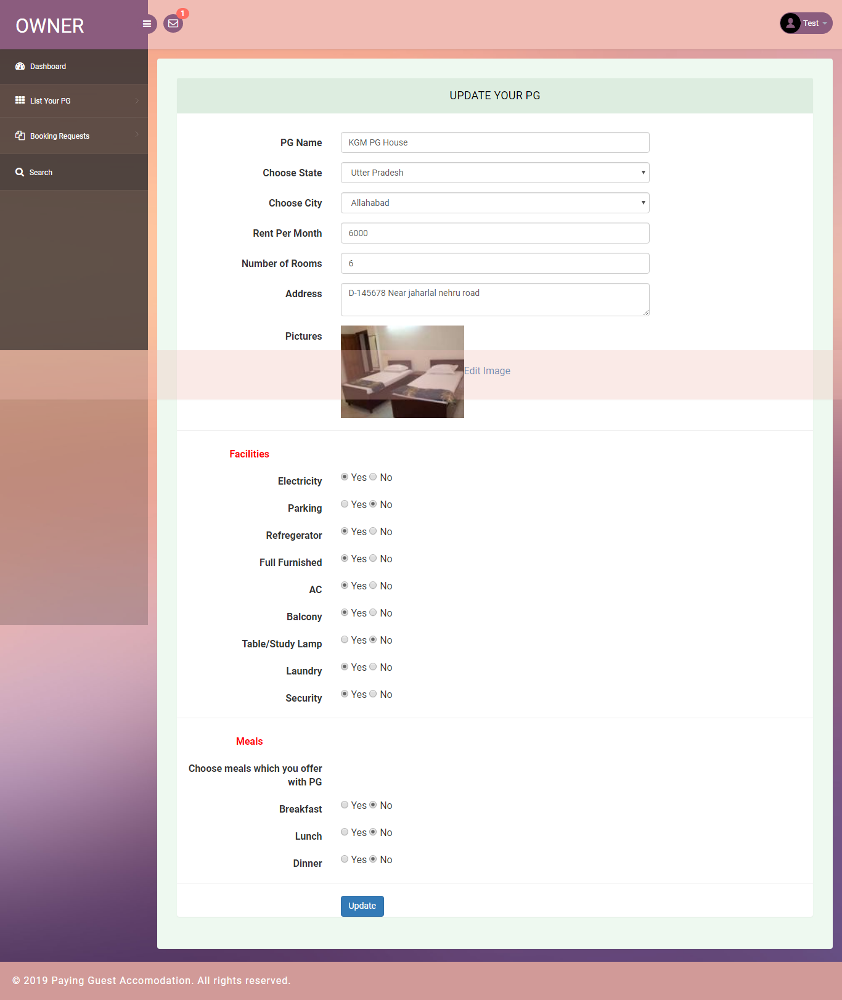 OWNER
1
Test
Dashboard
List Your PG
Booking Requests
Search
UPDATE YOUR PG
PG Name KGM PG House
Choose State Utter Pradesh
Choose City Allahabad
Rent Per Month 6000
Number of Rooms 6
Address D-145678 Near jaharlal nehru road
Pictures
Edit Image
Facilities
Electricity Yes No
Parking Yes No
Refregerator Yes No
Full Furnished Yes No
AC Yes No
Balcony Yes No
Table/Study Lamp Yes No
Laundry Yes No
Security Yes No
Meals
Choose meals which you offer
with PG
Breakfast Yes No
Lunch Yes No
Dinner Yes No
Update
© 2019 Paying Guest Accomodation. All rights reserved.